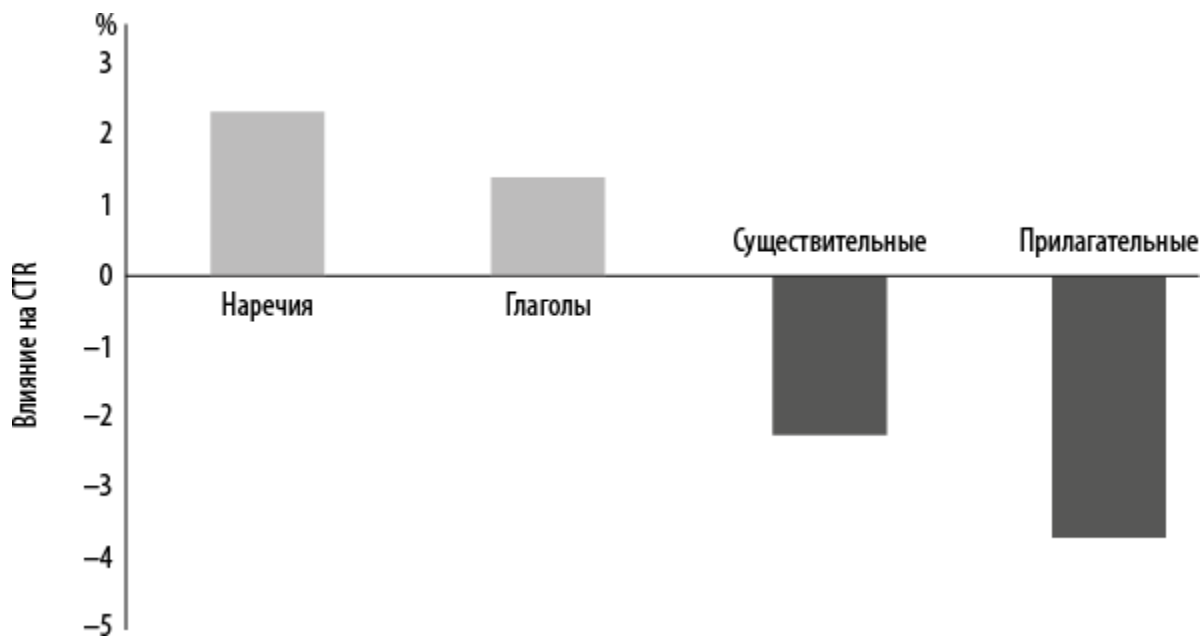 %
3
2
1
0
–1
–2
–3
–4
–5
Влияние на CTR
Наречия
Глаголы
Существительные
Прилагательные